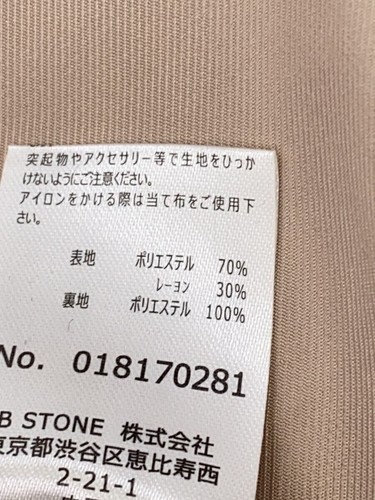 突起物やアクセサリー等で生地をひっか
けないようにご注意ください。
アイロンをかける際は当て布をご使用下
さい。
表地 ポリエステル 70%
レーヨン 30%
裏地 ポリエステル 100%
No. 018170281
B STONE 株式会社
東京都渋谷区恵比寿西
2-21-1